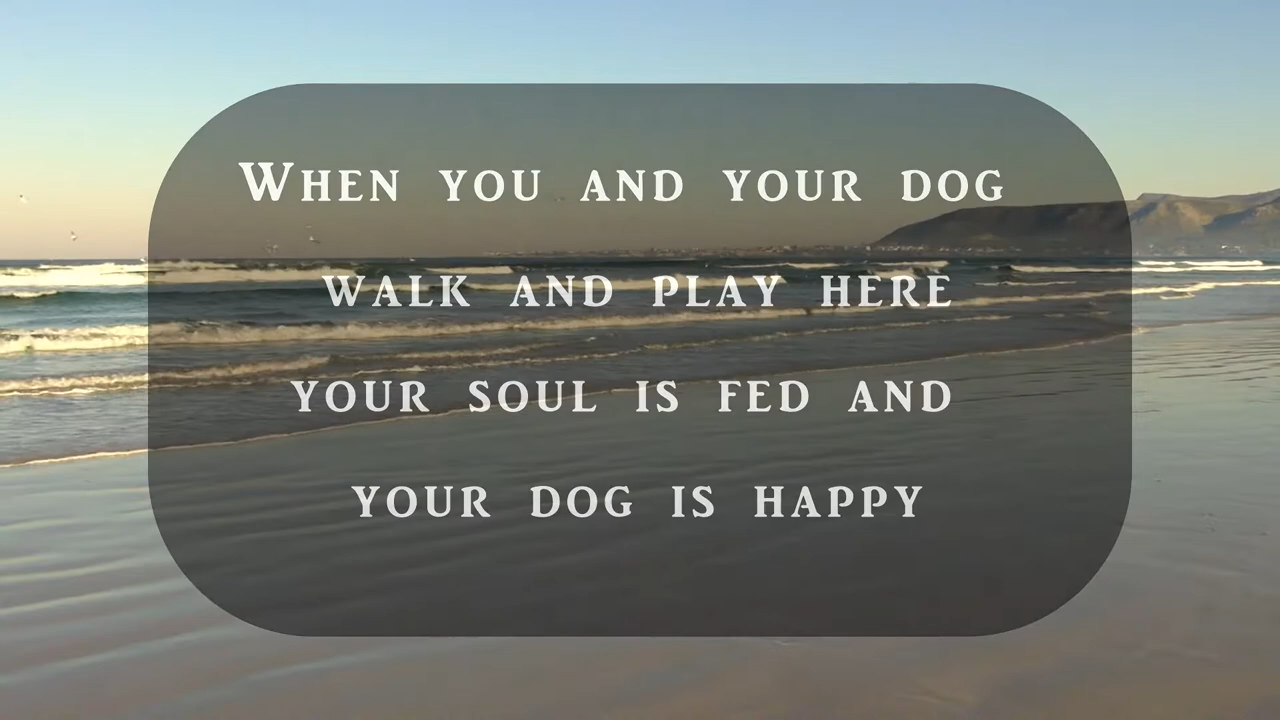 When you and your dog
walk and play here
your soul is fed and
your dog is happy